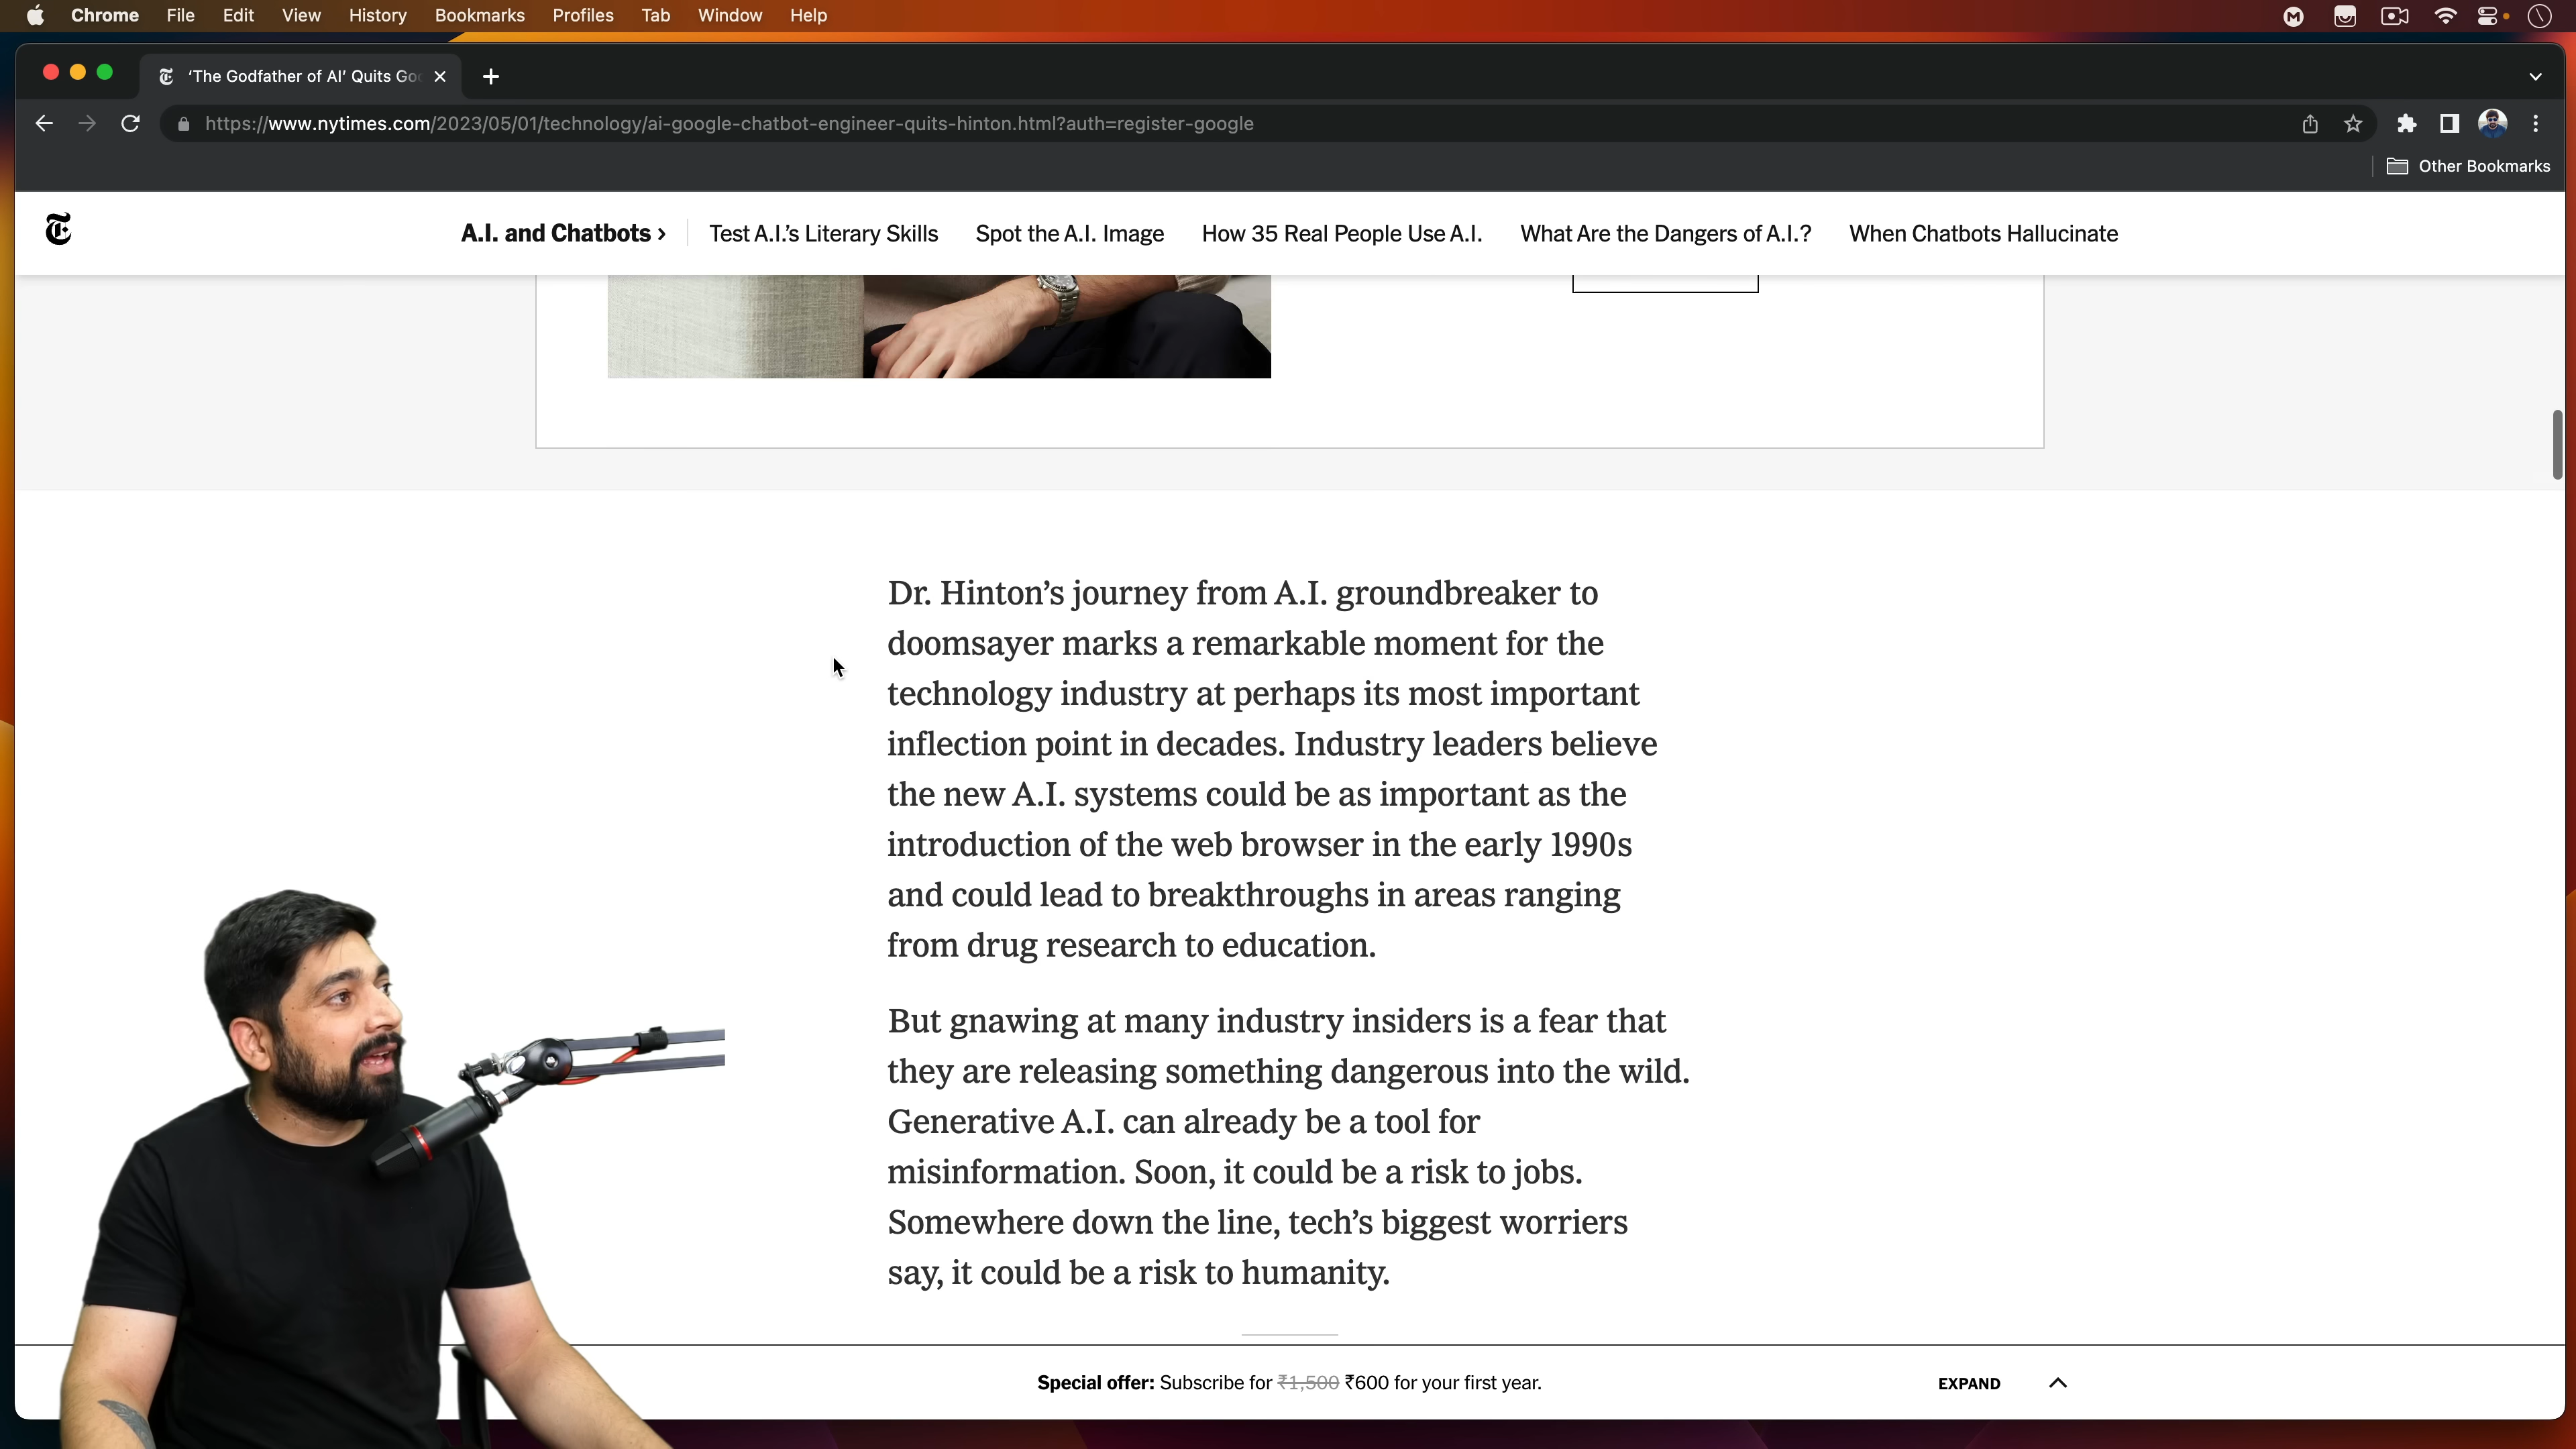 Chrome File Edit View History Bookmarks Profiles Tab Window Help
‘The Godfather of AI’ Quits Go
https://www.nytimes.com/2023/05/01/technology/ai-google-chatbot-engineer-quits-hinton.html?auth=register-google
Other Bookmarks
A.I. and Chatbots › Test A.I.’s Literary Skills Spot the A.I. Image How 35 Real People Use A.I. What Are the Dangers of A.I.? When Chatbots Hallucinate
Dr. Hinton’s journey from A.I. groundbreaker to
doomsayer marks a remarkable moment for the
technology industry at perhaps its most important
inflection point in decades. Industry leaders believe
the new A.I. systems could be as important as the
introduction of the web browser in the early 1990s
and could lead to breakthroughs in areas ranging
from drug research to education.
But gnawing at many industry insiders is a fear that
they are releasing something dangerous into the wild.
Generative A.I. can already be a tool for
misinformation. Soon, it could be a risk to jobs.
Somewhere down the line, tech’s biggest worriers
say, it could be a risk to humanity.
Special offer: Subscribe for ₹1,500 ₹600 for your first year.
EXPAND